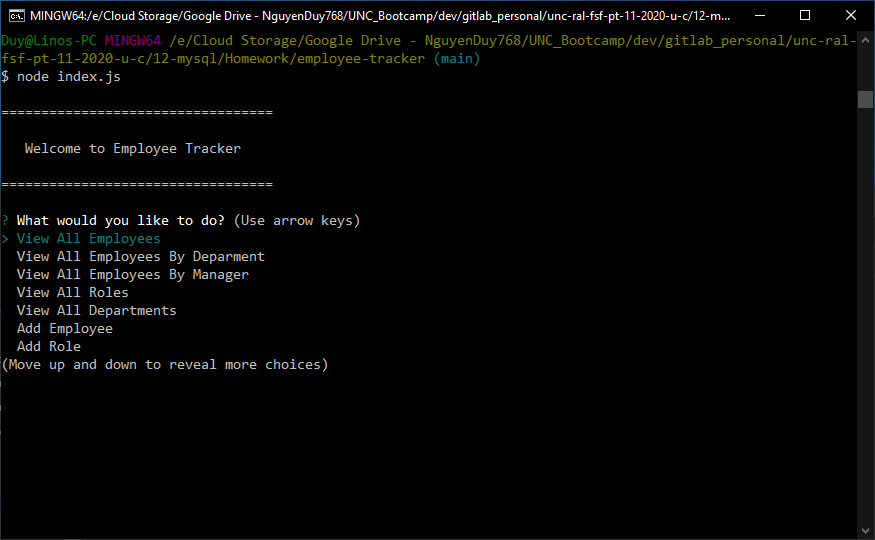 MINGW64:/e/Cloud Storage/Google Drive - NguyenDuy768/UNC_Bootcamp/dev/gitlab_personal/unc-ral-fsf-pt-11-2020-u-c/12-m...
Duy@Linos-PC MINGW64 /e/Cloud Storage/Google Drive - NguyenDuy768/UNC_Bootcamp/dev/gitlab_personal/unc-ral-
fsf-pt-11-2020-u-c/12-mysql/Homework/employee-tracker (main)
$ node index.js
==================================
Welcome to Employee Tracker
==================================
? What would you like to do? (Use arrow keys)
> View All Employees
View All Employees By Deparment
View All Employees By Manager
View All Roles
View All Departments
Add Employee
Add Role
(Move up and down to reveal more choices)